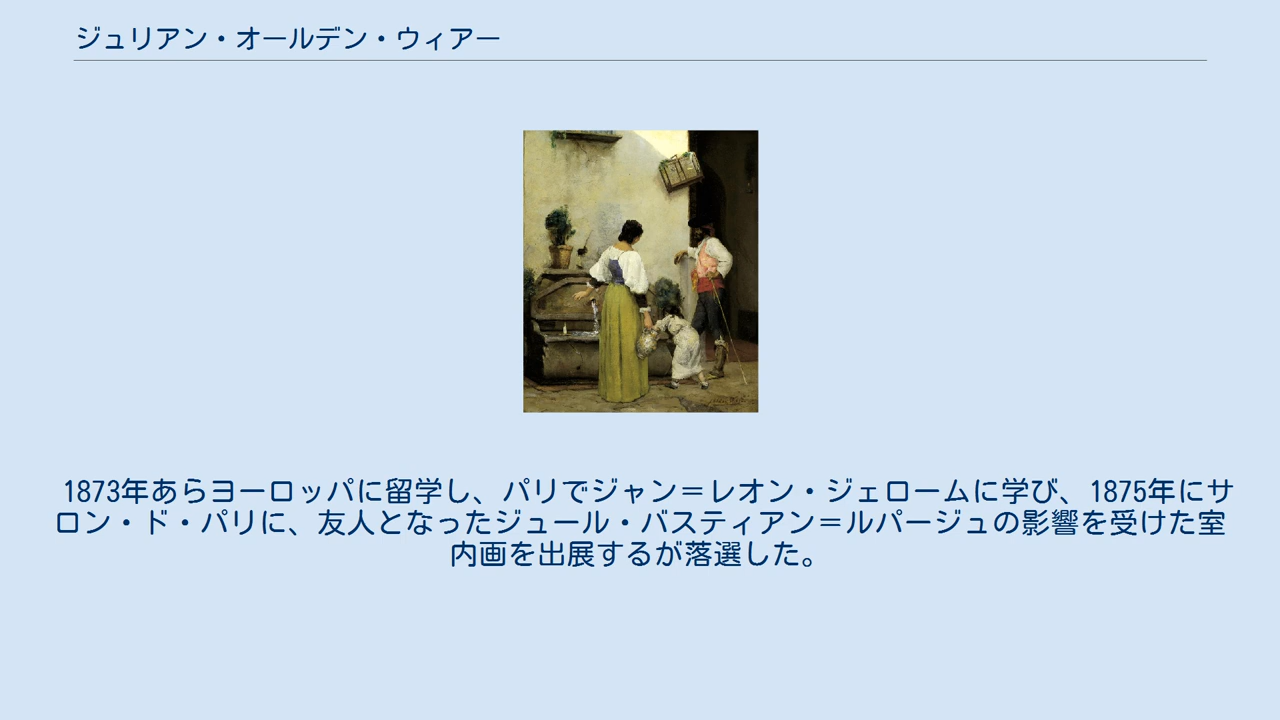 ジュリアン・オールデン・ウィアー
1873年あらヨーロッパに留学し、パリでジャン＝レオン・ジェロームに学び、1875年にサ
ロン・ド・パリに、友人となったジュール・バスティアン＝ルパージュの影響を受けた室
内画を出展するが落選した。